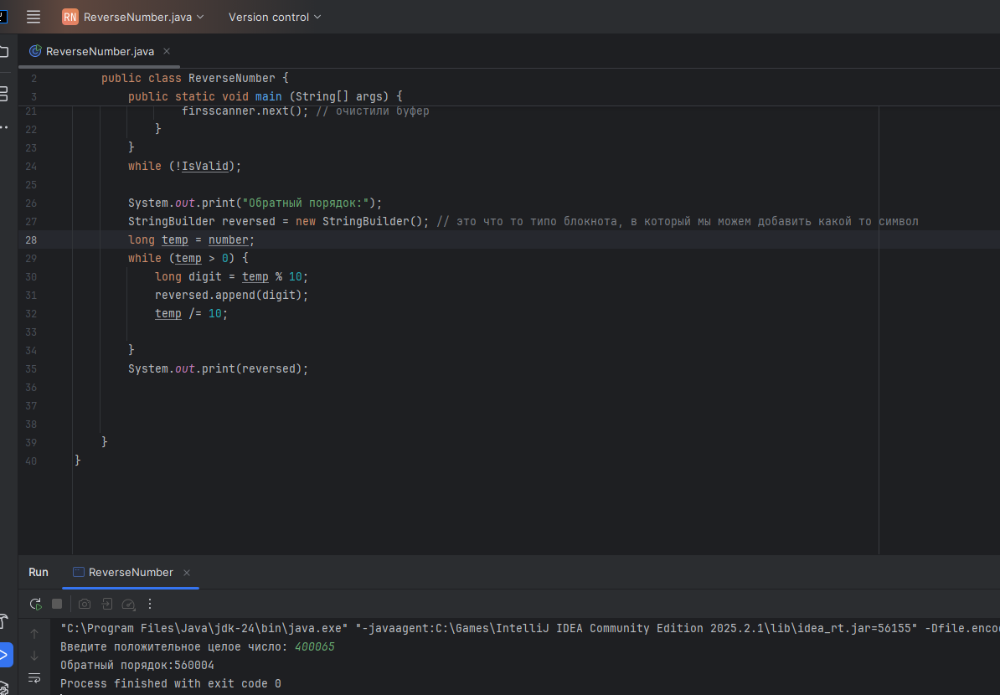 RN ReverseNumber.java Version control
ReverseNumber.java
2 public class ReverseNumber {
3 public static void main (String[] args) {
21 firsscanner.next(); // очистили буфер
22 }
23 }
24 while (!IsValid);
25
26 System.out.print("Обратный порядок:");
27 StringBuilder reversed = new StringBuilder(); // это что то типо блокнота, в который мы можем добавить какой то символ
28 long temp = number;
29 while (temp > 0) {
30 long digit = temp % 10;
31 reversed.append(digit);
32 temp /= 10;
33
34 }
35 System.out.print(reversed);
36
37
38
39 }
40 }
Run ReverseNumber
"C:\Program Files\Java\jdk-24\bin\java.exe" "-javaagent:C:\Games\IntelliJ IDEA Community Edition 2025.2.1\lib\idea_rt.jar=56155" -Dfile.enco
Введите положительное целое число: 400065
Обратный порядок:560004
Process finished with exit code 0